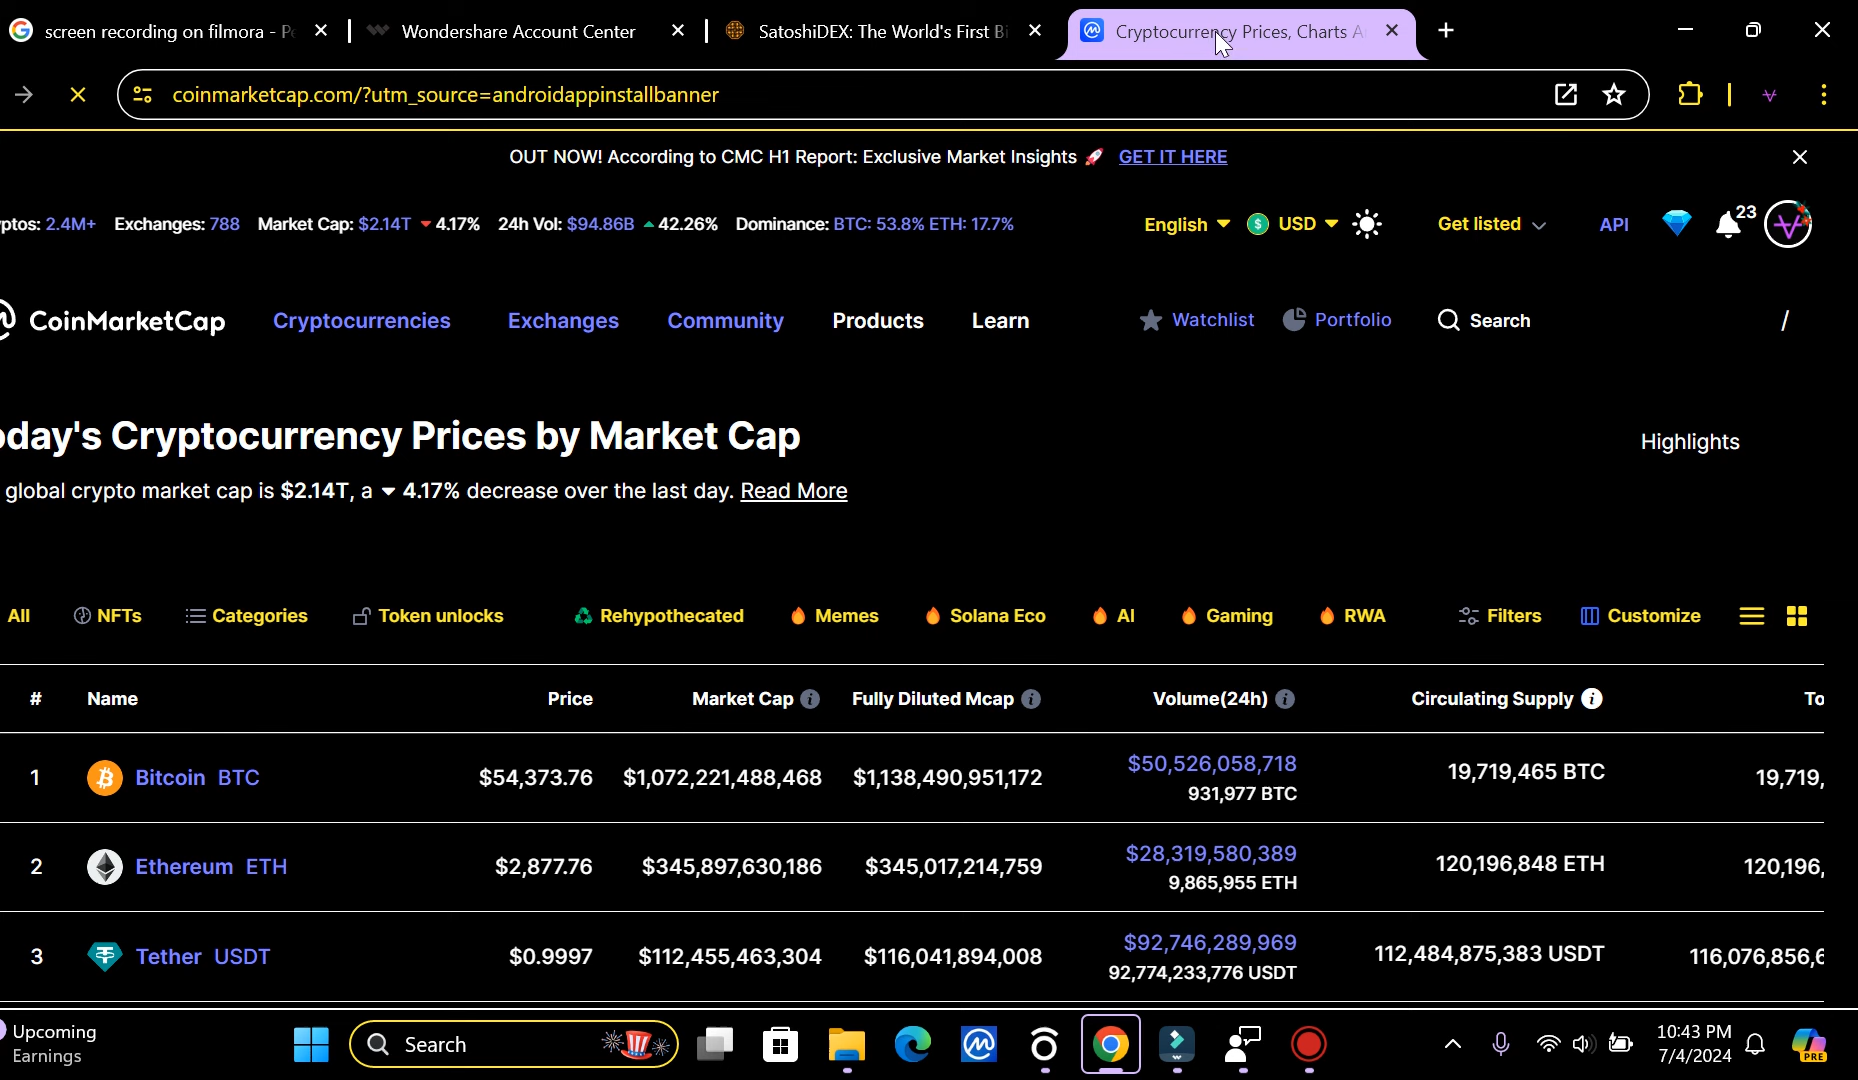 screen recording on filmora - Pe
Wondershare Account Center
SatoshiDEX: The World's First Bi
Cryptocurrency Prices, Charts A
coinmarketcap.com/?utm_source=androidappinstallbanner
OUT NOW! According to CMC H1 Report: Exclusive Market Insights 🚀 GET IT HERE
ptos: 2.4M+ Exchanges: 788 Market Cap: $2.14T ▼ 4.17% 24h Vol: $94.86B ▲ 42.26% Dominance: BTC: 53.8% ETH: 17.7% English USD Get listed API 23
CoinMarketCap Cryptocurrencies Exchanges Community Products Learn Watchlist Portfolio Search /
oday's Cryptocurrency Prices by Market Cap
Highlights
global crypto market cap is $2.14T, a ▼ 4.17% decrease over the last day. Read More
All NFTs Categories Token unlocks Rehypothecated Memes Solana Eco AI Gaming RWA Filters Customize
# Name Price Market Cap Fully Diluted Mcap Volume(24h) Circulating Supply To
1 Bitcoin BTC $54,373.76 $1,072,221,488,468 $1,138,490,951,172 $50,526,058,718 19,719,465 BTC 19,719,
931,977 BTC
2 Ethereum ETH $2,877.76 $345,897,630,186 $345,017,214,759 $28,319,580,389 120,196,848 ETH 120,196,
9,865,955 ETH
3 Tether USDT $0.9997 $112,455,463,304 $116,041,894,008 $92,746,289,969 112,484,875,383 USDT 116,076,856,6
92,774,233,776 USDT
Upcoming
Earnings
Search
10:43 PM
7/4/2024
PRE